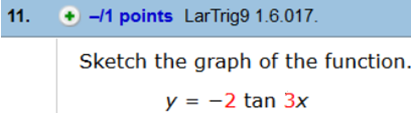 11. –/1 points LarTrig9 1.6.017.
Sketch the graph of the function.
y = −2 tan 3x